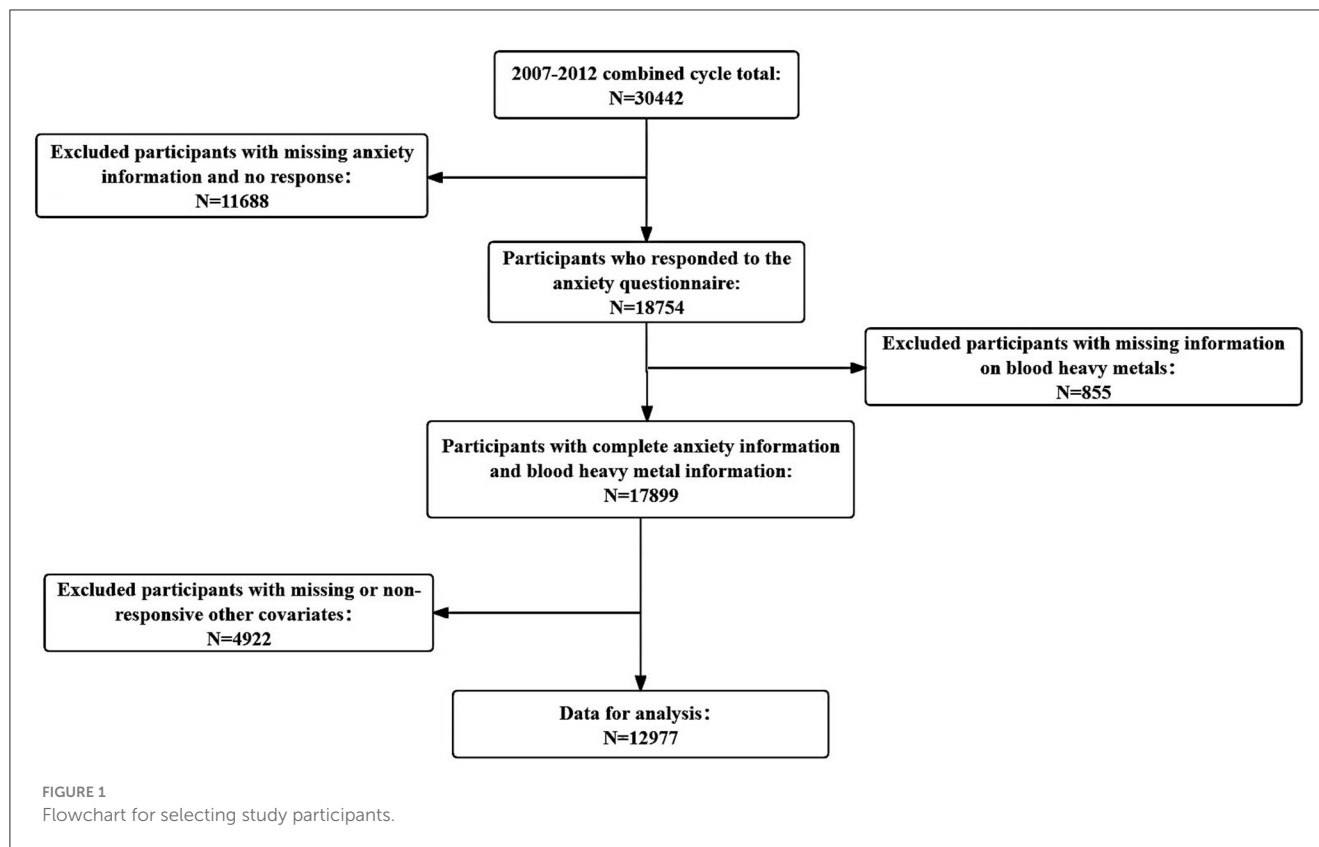 2007-2012 combined cycle total:
N=30442
Excluded participants with missing anxiety
information and no response：
N=11688
Participants who responded to the
anxiety questionnaire:
N=18754
Excluded participants with missing information
on blood heavy metals：
N=855
Participants with complete anxiety information
and blood heavy metal information:
N=17899
Excluded participants with missing or non-
responsive other covariates：
N=4922
Data for analysis：
N=12977
FIGURE 1
Flowchart for selecting study participants.